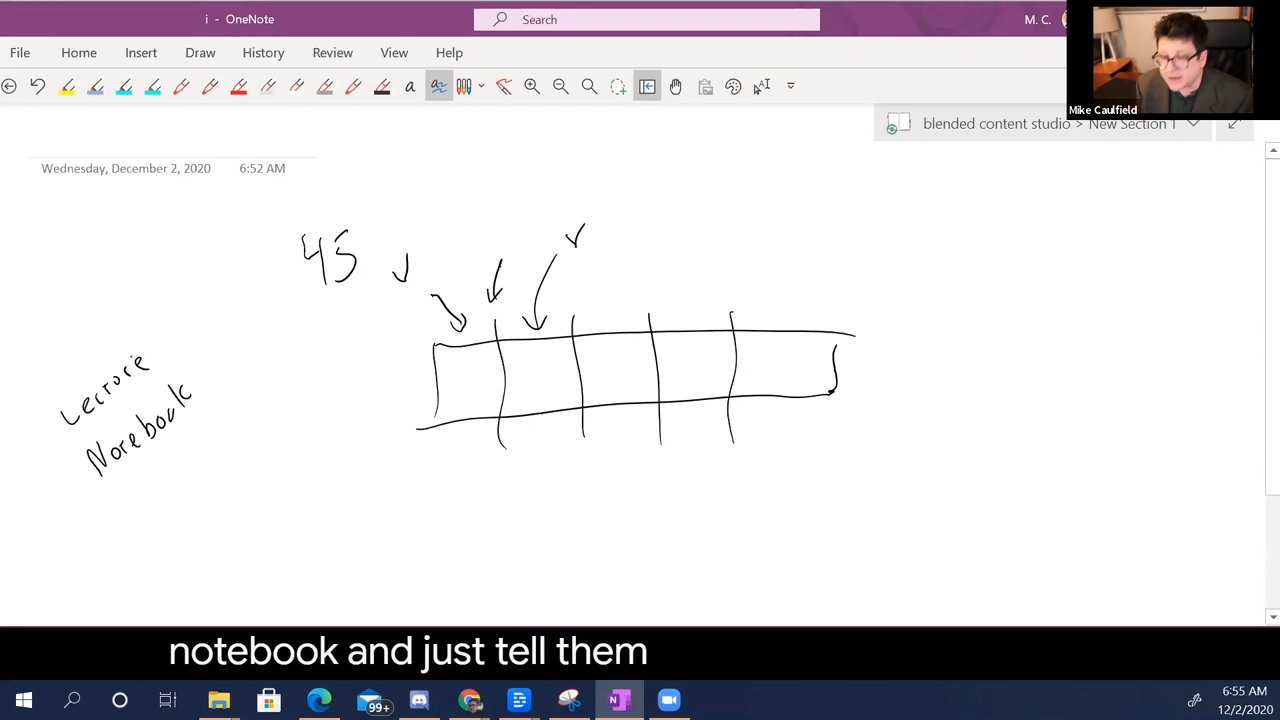 i - OneNote
Search
M. C.
File Home Insert Draw History Review View Help
Mike Caulfield
blended content studio > New Section 1
Wednesday, December 2, 2020 6:52 AM
45
Lecture
Notebook
notebook and just tell them
99+
6:55 AM
12/2/2020